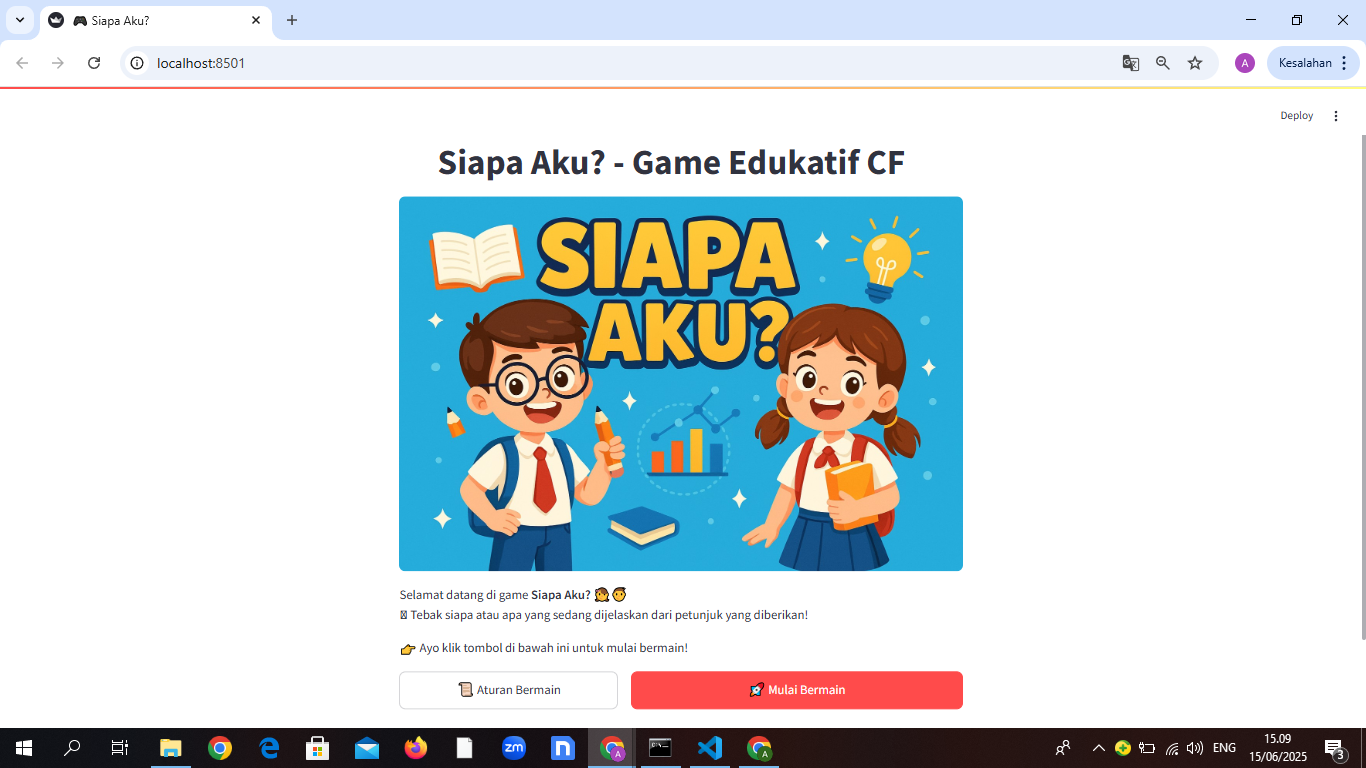 Siapa Aku?
localhost:8501
A
Kesalahan
Deploy
Siapa Aku? - Game Edukatif CF
SIAPA
AKU?
Selamat datang di game Siapa Aku?
Tebak siapa atau apa yang sedang dijelaskan dari petunjuk yang diberikan!
Ayo klik tombol di bawah ini untuk mulai bermain!
Aturan Bermain
Mulai Bermain
zm
n
A
A
ENG
15.09
15/06/2025
3